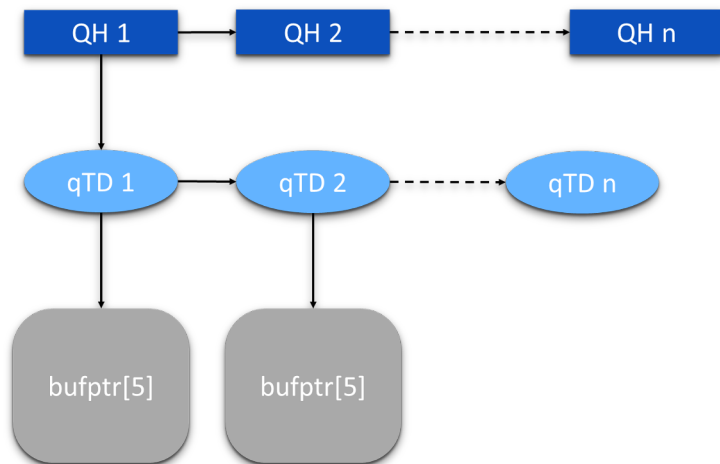 QH 1
QH 2
QH n
qTD 1
qTD 2
qTD n
bufptr[5]
bufptr[5]